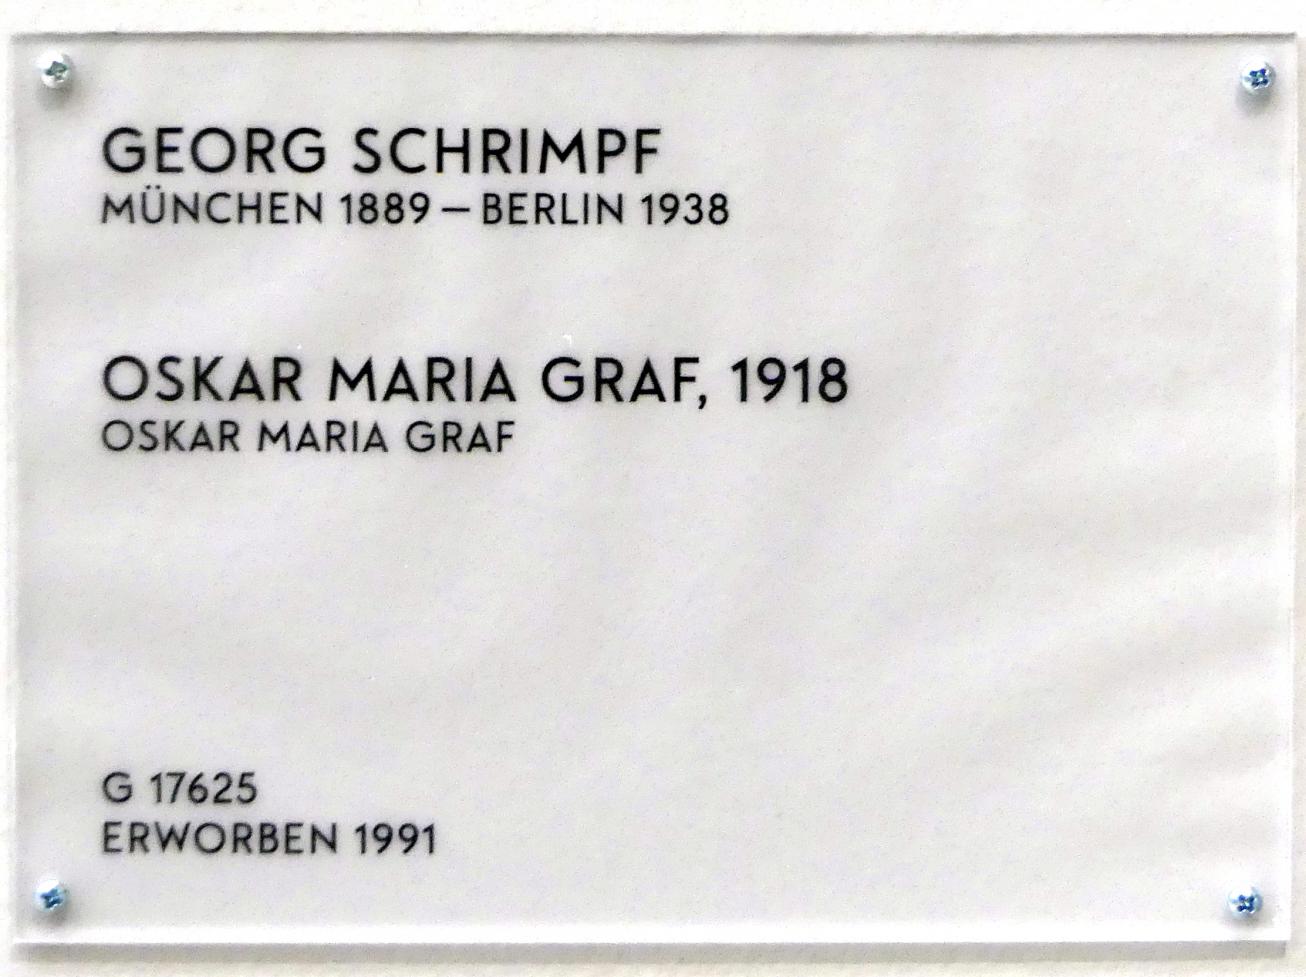 GEORG SCHRIMPF
MÜNCHEN 1889 – BERLIN 1938
OSKAR MARIA GRAF, 1918
OSKAR MARIA GRAF
G 17625
ERWORBEN 1991